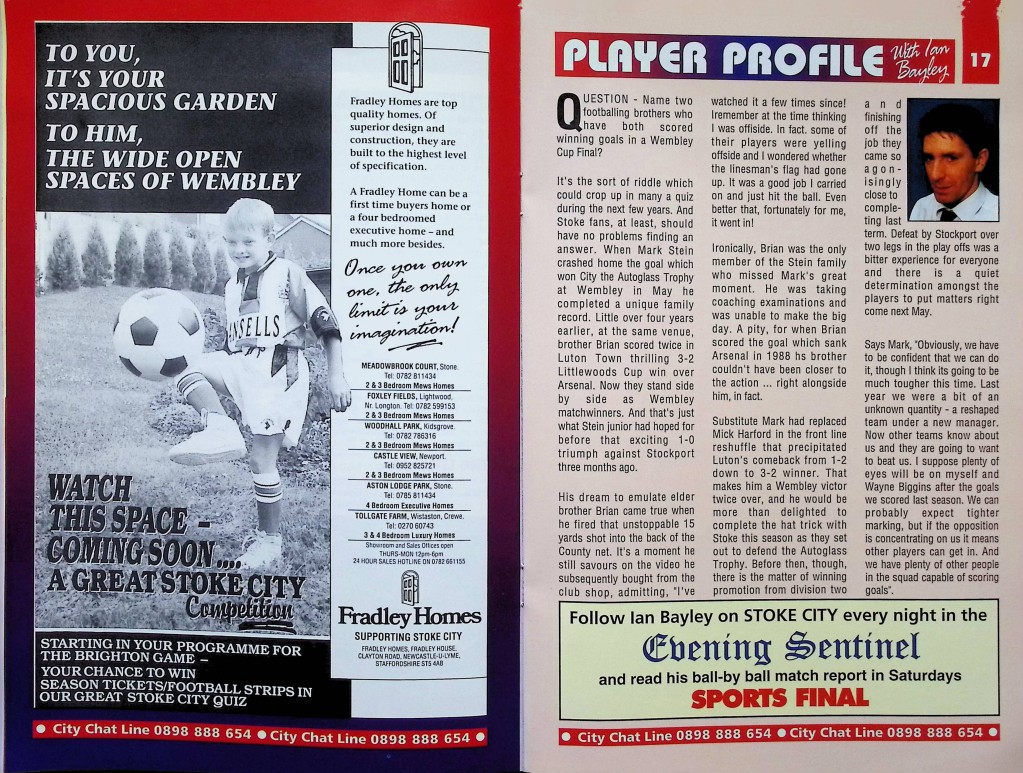 TO YOU,
IT'S YOUR
SPACIOUS GARDEN
TO HIM,
THE WIDE OPEN
SPACES OF WEMBLEY
ANSELLS
WATCH
THIS SPACE –
COMING SOON ....
A GREAT STOKE CITY
Competition
STARTING IN YOUR PROGRAMME FOR
THE BRIGHTON GAME –
YOUR CHANCE TO WIN
SEASON TICKETS/FOOTBALL STRIPS IN
OUR GREAT STOKE CITY QUIZ
Fradley Homes are top
quality homes. Of
superior design and
construction, they are
built to the highest level
of specification.
A Fradley Home can be a
first time buyers home or
a four bedroomed
executive home – and
much more besides.
Once you own
one, the only
limit is your
imagination!
MEADOWBROOK COURT, Stone.
Tel: 0782 811434
2 & 3 Bedroom Mews Homes
FOXLEY FIELDS, Lightwood,
Nr. Longton. Tel: 0782 599153
2 & 3 Bedroom Mews Homes
WOODHALL PARK, Kidsgrove.
Tel: 0782 786316
2 & 3 Bedroom Mews Homes
CASTLE VIEW, Newport.
Tel: 0952 825721
2 & 3 Bedroom Mews Homes
ASTON LODGE PARK, Stone.
Tel: 0785 811434
4 Bedroom Executive Homes
TOLLGATE FARM, Wistaston, Crewe.
Tel: 0270 60743
3 & 4 Bedroom Luxury Homes
Showroom and Sales Offices open
THURS-MON 12pm-6pm
24 HOUR SALES HOTLINE ON 0782 661155
Fradley Homes
SUPPORTING STOKE CITY
FRADLEY HOMES, FRADLEY HOUSE,
CLAYTON ROAD, NEWCASTLE-U-LYME,
STAFFORDSHIRE ST5 4AB
City Chat Line 0898 888 654 City Chat Line 0898 888 654
PLAYER PROFILE With Ian Bayley
17
QUESTION - Name two
footballing brothers who
have both scored
winning goals in a Wembley
Cup Final?
It's the sort of riddle which
could crop up in many a quiz
during the next few years. And
Stoke fans, at least, should
have no problems finding an
answer. When Mark Stein
crashed home the goal which
won City the Autoglass Trophy
at Wembley in May he
completed a unique family
record. Little over four years
earlier, at the same venue,
brother Brian scored twice in
Luton Town thrilling 3-2
Littlewoods Cup win over
Arsenal. Now they stand side
by side as Wembley
matchwinners. And that's just
what Stein junior had hoped for
before that exciting 1-0
triumph against Stockport
three months ago.
His dream to emulate elder
brother Brian came true when
he fired that unstoppable 15
yards shot into the back of the
County net. It's a moment he
still savours on the video he
subsequently bought from the
club shop, admitting, "I've
watched it a few times since!
Iremember at the time thinking
I was offiside. In fact. some of
their players were yelling
offside and I wondered whether
the linesman's flag had gone
up. It was a good job I carried
on and just hit the ball. Even
better that, fortunately for me,
it went in!
Ironically, Brian was the only
member of the Stein family
who missed Mark's great
moment. He was taking
coaching examinations and
was unable to make the big
day. A pity, for when Brian
scored the goal which sank
Arsenal in 1988 his brother
couldn't have been closer to
the action ... right alongside
him, in fact.
Substitute Mark had replaced
Mick Harford in the front line
reshuffle that precipitated
Luton's comeback from 1-2
down to 3-2 winner. That
makes him a Wembley victor
twice over, and he would be
more than delighted to
complete the hat trick with
Stoke this season as they set
out to defend the Autoglass
Trophy. Before then, though,
there is the matter of winning
promotion from division two
and
finishing
off the
job they
came so
agon-
isingly
close to
comple-
ting last
term. Defeat by Stockport over
two legs in the play offs was a
bitter experience for everyone
and there is a quiet
determination amongst the
players to put matters right
come next May.
Says Mark, "Obviously, we have
to be confident that we can do
it, though I think its going to be
much tougher this time. Last
year we were a bit of an
unknown quantity - a reshaped
team under a new manager.
Now other teams know about
us and they are going to want
to beat us. I suppose plenty of
eyes will be on myself and
Wayne Biggins after the goals
we scored last season. We can
probably expect tighter
marking, but if the opposition
is concentrating on us it means
other players can get in. And
we have plenty of other people
in the squad capable of scoring
goals".
Follow Ian Bayley on STOKE CITY every night in the
Evening Sentinel
and read his ball-by ball match report in Saturdays
SPORTS FINAL
City Chat Line 0898 888 654 City Chat Line 0898 888 654